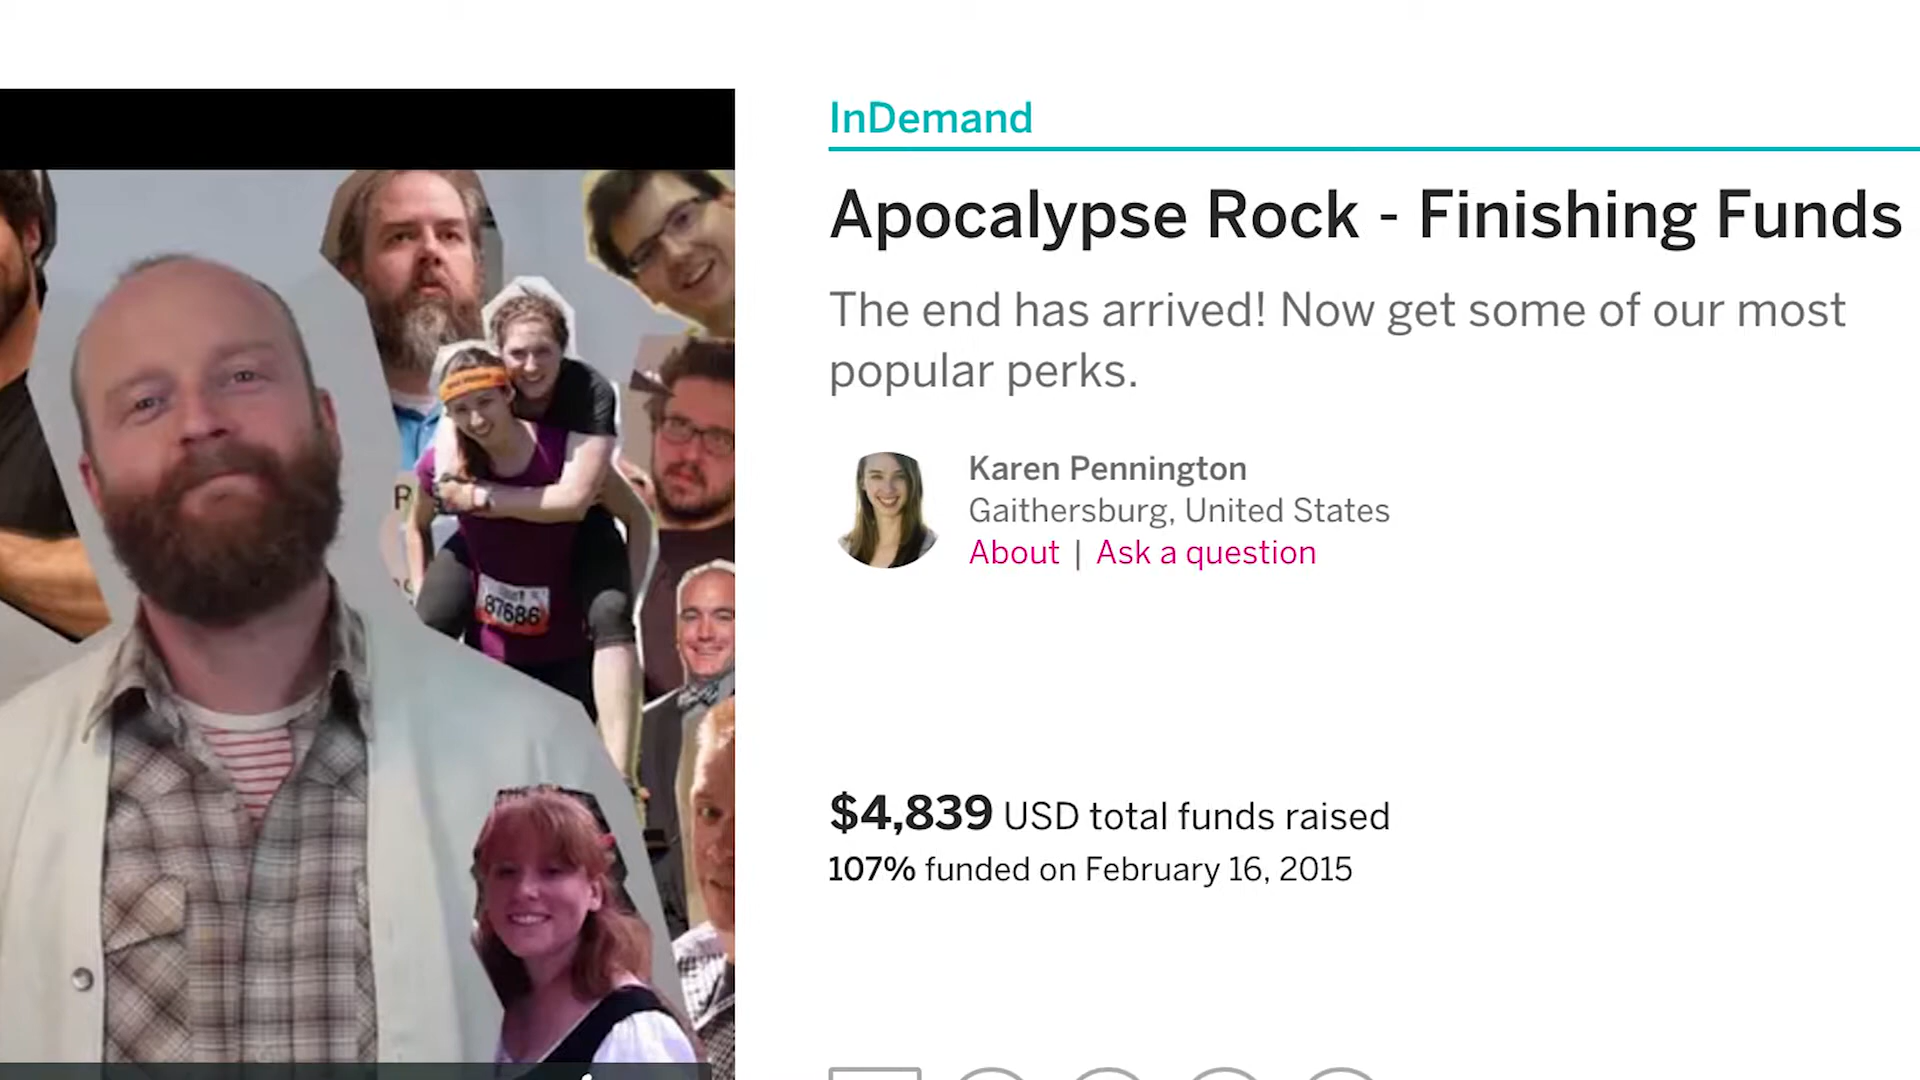 InDemand
Apocalypse Rock - Finishing Funds
The end has arrived! Now get some of our most
popular perks.
Karen Pennington
Gaithersburg, United States
About | Ask a question
$4,839 USD total funds raised
107% funded on February 16, 2015
87686